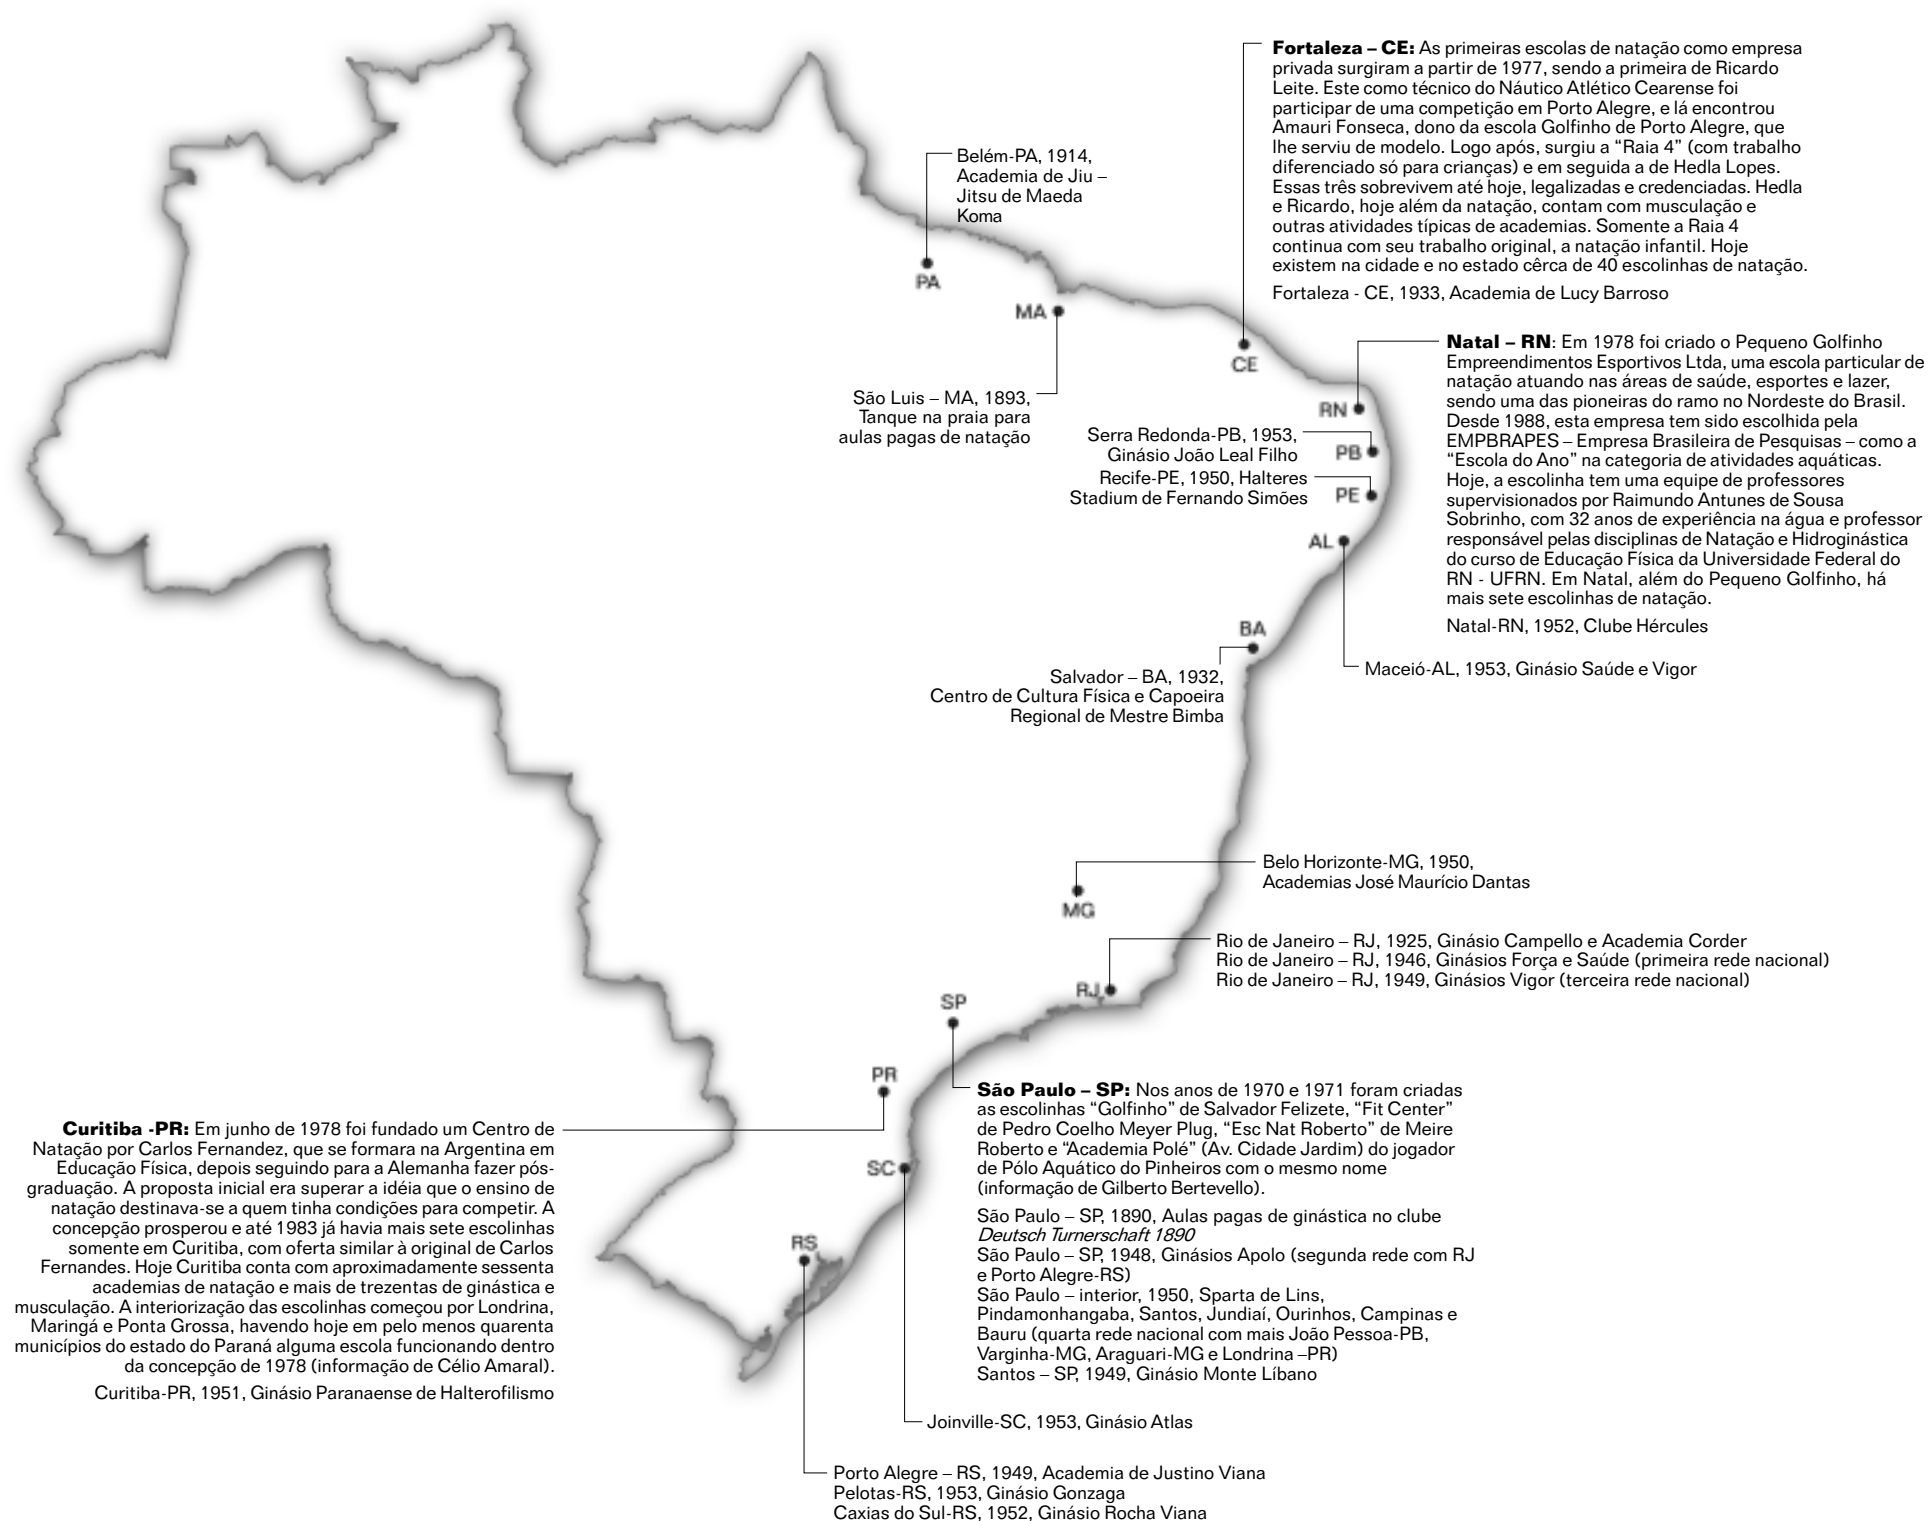 Fortaleza – CE: As primeiras escolas de natação como empresa
privada surgiram a partir de 1977, sendo a primeira de Ricardo
Leite. Este como técnico do Náutico Atlético Cearense foi
participar de uma competição em Porto Alegre, e lá encontrou
Amauri Fonseca, dono da escola Golfinho de Porto Alegre, que
lhe serviu de modelo. Logo após, surgiu a “Raia 4” (com trabalho
diferenciado só para crianças) e em seguida a de Hedla Lopes.
Essas três sobrevivem até hoje, legalizadas e credenciadas. Hedla
e Ricardo, hoje além da natação, contam com musculação e
outras atividades típicas de academias. Somente a Raia 4
continua com seu trabalho original, a natação infantil. Hoje
existem na cidade e no estado cêrca de 40 escolinhas de natação.
Fortaleza - CE, 1933, Academia de Lucy Barroso
Belém-PA, 1914,
Academia de Jiu –
Jitsu de Maeda
Koma
PA
MA
CE
São Luis – MA, 1893,
Tanque na praia para
aulas pagas de natação
Natal – RN: Em 1978 foi criado o Pequeno Golfinho
Empreendimentos Esportivos Ltda, uma escola particular de
natação atuando nas áreas de saúde, esportes e lazer,
sendo uma das pioneiras do ramo no Nordeste do Brasil.
Desde 1988, esta empresa tem sido escolhida pela
EMPBRAPES – Empresa Brasileira de Pesquisas – como a
“Escola do Ano” na categoria de atividades aquáticas.
Hoje, a escolinha tem uma equipe de professores
supervisionados por Raimundo Antunes de Sousa
Sobrinho, com 32 anos de experiência na água e professor
responsável pelas disciplinas de Natação e Hidroginástica
do curso de Educação Física da Universidade Federal do
RN - UFRN. Em Natal, além do Pequeno Golfinho, há
mais sete escolinhas de natação.
Natal-RN, 1952, Clube Hércules
RN
Serra Redonda-PB, 1953,
Ginásio João Leal Filho
PB
Recife-PE, 1950, Halteres
Stadium de Fernando Simões
PE
AL
BA
Maceió-AL, 1953, Ginásio Saúde e Vigor
Salvador – BA, 1932,
Centro de Cultura Física e Capoeira
Regional de Mestre Bimba
Belo Horizonte-MG, 1950,
Academias José Maurício Dantas
MG
Rio de Janeiro – RJ, 1925, Ginásio Campello e Academia Corder
Rio de Janeiro – RJ, 1946, Ginásios Força e Saúde (primeira rede nacional)
Rio de Janeiro – RJ, 1949, Ginásios Vigor (terceira rede nacional)
RJ
SP
PR
São Paulo – SP: Nos anos de 1970 e 1971 foram criadas
as escolinhas “Golfinho” de Salvador Felizete, “Fit Center”
de Pedro Coelho Meyer Plug, “Esc Nat Roberto” de Meire
Roberto e “Academia Polé” (Av. Cidade Jardim) do jogador
de Pólo Aquático do Pinheiros com o mesmo nome
(informação de Gilberto Bertevello).
São Paulo – SP, 1890, Aulas pagas de ginástica no clube
Deutsch Turnerschaft 1890
São Paulo – SP, 1948, Ginásios Apolo (segunda rede com RJ
e Porto Alegre-RS)
São Paulo – interior, 1950, Sparta de Lins,
Pindamonhangaba, Santos, Jundiaí, Ourinhos, Campinas e
Bauru (quarta rede nacional com mais João Pessoa-PB,
Varginha-MG, Araguari-MG e Londrina –PR)
Santos – SP, 1949, Ginásio Monte Líbano
Curitiba -PR: Em junho de 1978 foi fundado um Centro de
Natação por Carlos Fernandez, que se formara na Argentina em
Educação Física, depois seguindo para a Alemanha fazer pós-
graduação. A proposta inicial era superar a idéia que o ensino de
natação destinava-se a quem tinha condições para competir. A
concepção prosperou e até 1983 já havia mais sete escolinhas
somente em Curitiba, com oferta similar à original de Carlos
Fernandes. Hoje Curitiba conta com aproximadamente sessenta
academias de natação e mais de trezentas de ginástica e
musculação. A interiorização das escolinhas começou por Londrina,
Maringá e Ponta Grossa, havendo hoje em pelo menos quarenta
municípios do estado do Paraná alguma escola funcionando dentro
da concepção de 1978 (informação de Célio Amaral).
Curitiba-PR, 1951, Ginásio Paranaense de Halterofilismo
SC
RS
Joinville-SC, 1953, Ginásio Atlas
Porto Alegre – RS, 1949, Academia de Justino Viana
Pelotas-RS, 1953, Ginásio Gonzaga
Caxias do Sul-RS, 1952, Ginásio Rocha Viana